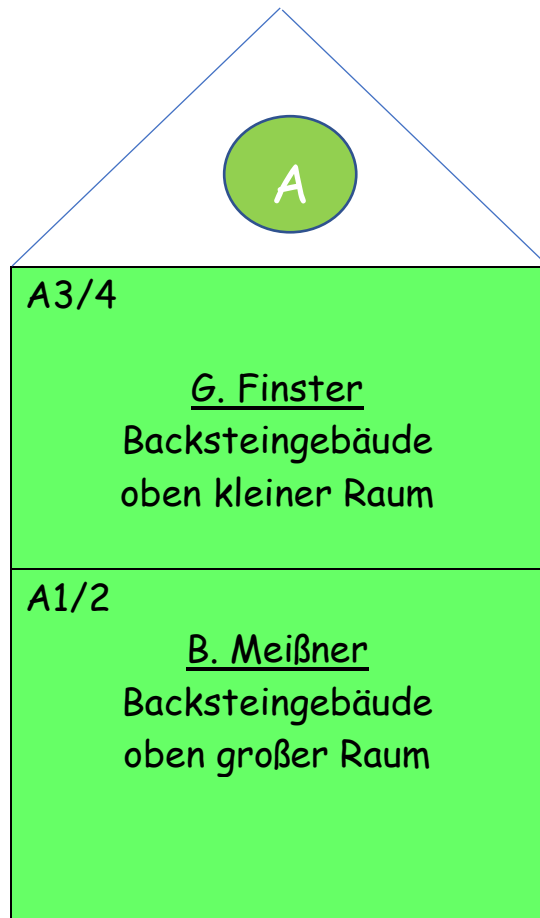 A
A3/4
G. Finster
Backsteingebäude
oben kleiner Raum
A1/2
B. Meißner
Backsteingebäude
oben großer Raum